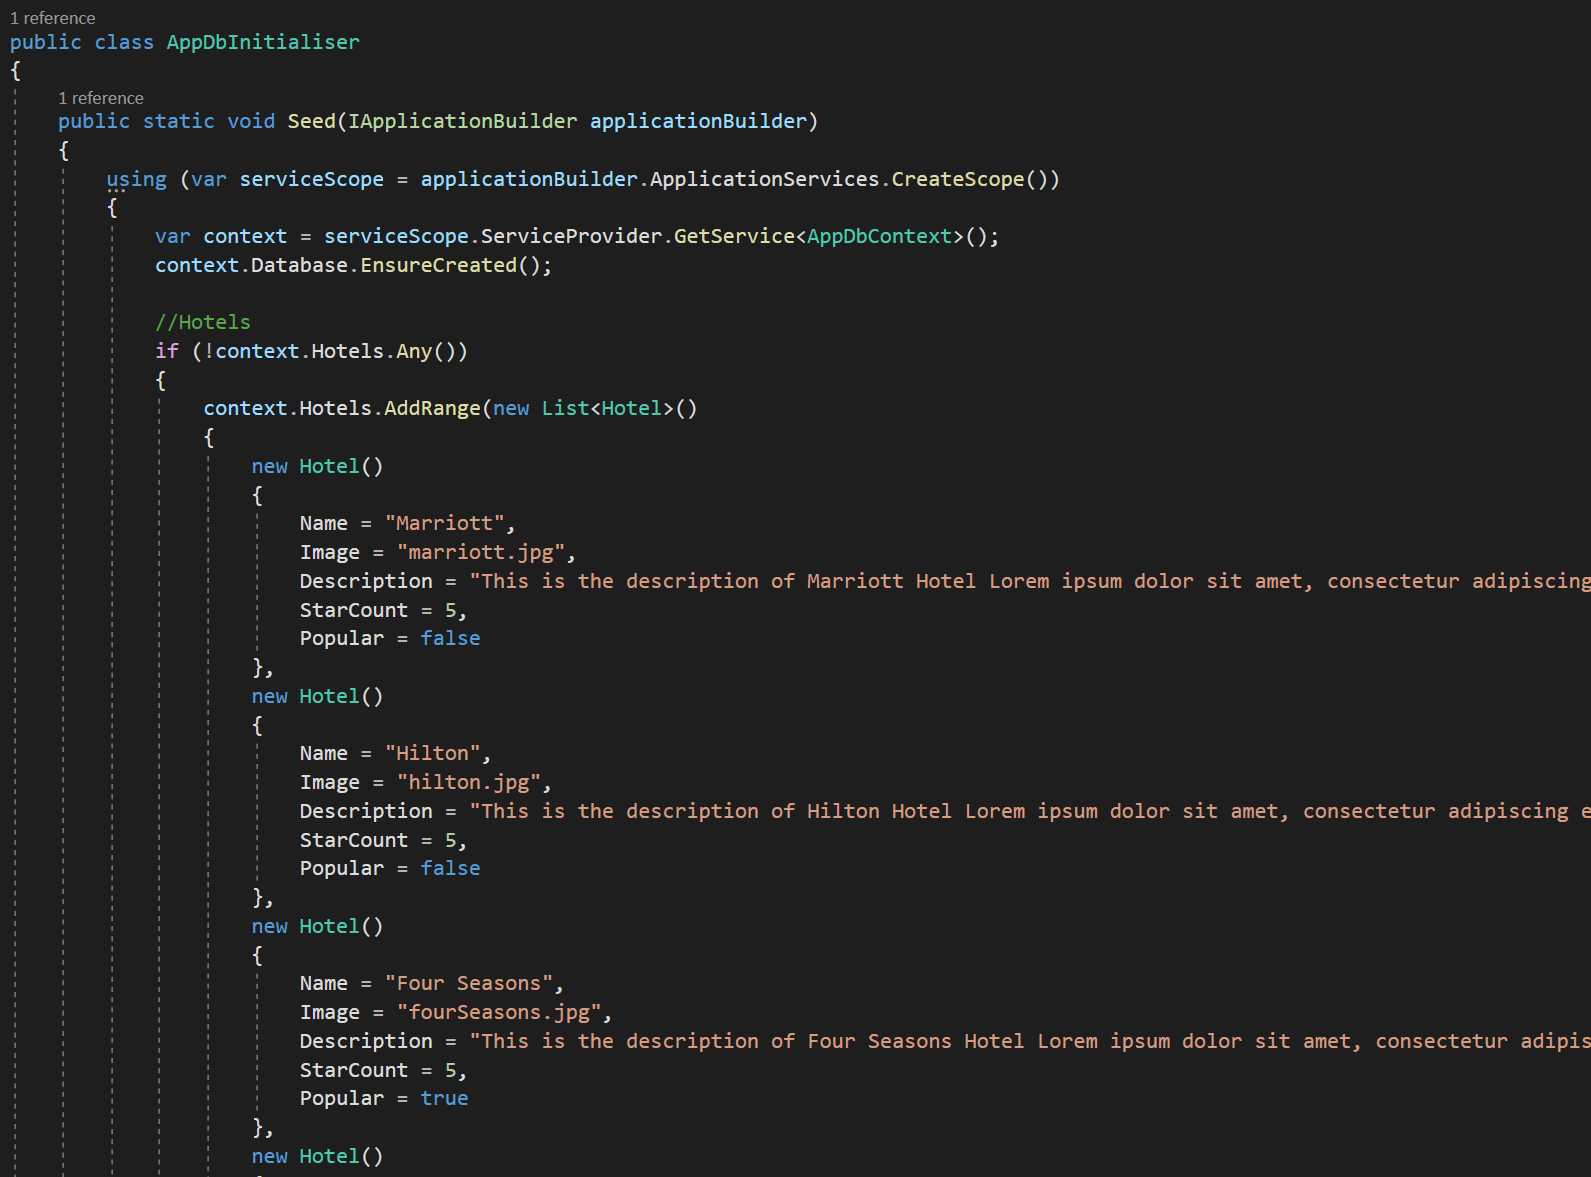 1 reference
public class AppDbInitialiser
{
1 reference
public static void Seed(IApplicationBuilder applicationBuilder)
{
using (var serviceScope = applicationBuilder.ApplicationServices.CreateScope())
{
var context = serviceScope.ServiceProvider.GetService<AppDbContext>();
context.Database.EnsureCreated();
//Hotels
if (!context.Hotels.Any())
{
context.Hotels.AddRange(new List<Hotel>()
{
new Hotel()
{
Name = "Marriott",
Image = "marriott.jpg",
Description = "This is the description of Marriott Hotel Lorem ipsum dolor sit amet, consectetur adipiscing
StarCount = 5,
Popular = false
},
new Hotel()
{
Name = "Hilton",
Image = "hilton.jpg",
Description = "This is the description of Hilton Hotel Lorem ipsum dolor sit amet, consectetur adipiscing e
StarCount = 5,
Popular = false
},
new Hotel()
{
Name = "Four Seasons",
Image = "fourSeasons.jpg",
Description = "This is the description of Four Seasons Hotel Lorem ipsum dolor sit amet, consectetur adipis
StarCount = 5,
Popular = true
},
new Hotel()